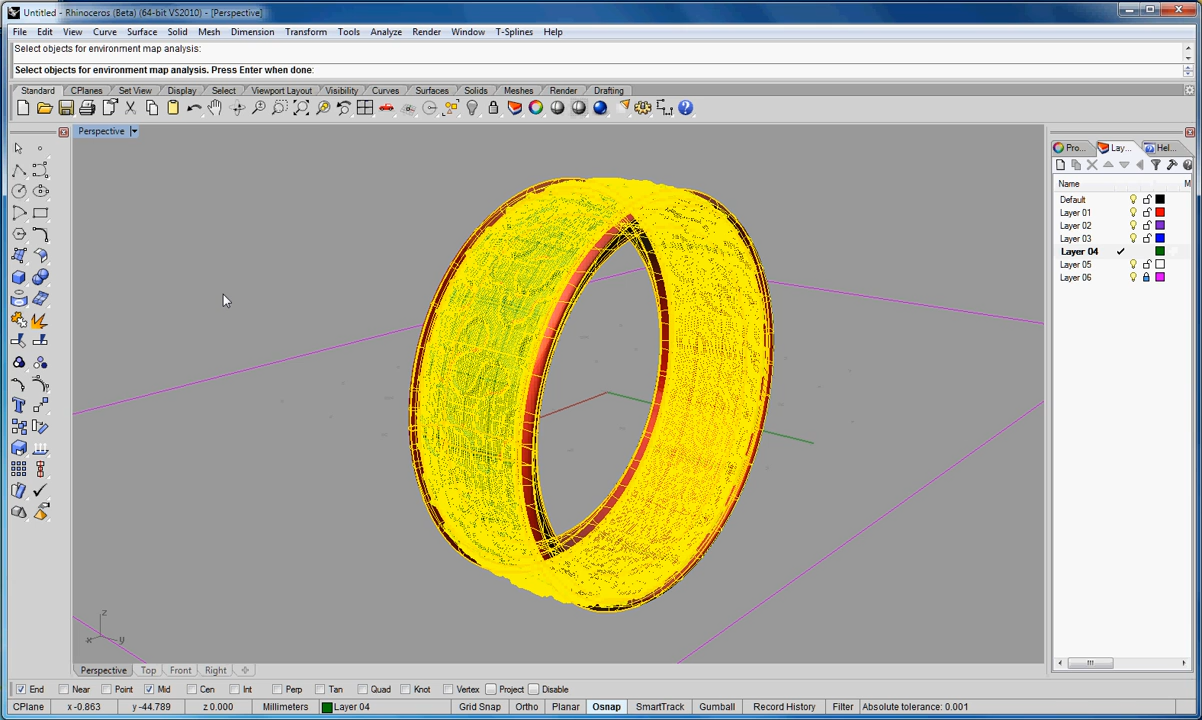 Untitled - Rhinoceros (Beta) (64-bit VS2010) - [Perspective]
File Edit View Curve Surface Solid Mesh Dimension Transform Tools Analyze Render Window T-Splines Help
Select objects for environment map analysis:
Select objects for environment map analysis. Press Enter when done:
Standard CPlanes Set View Display Select Viewport Layout Visibility Curves Surfaces Solids Meshes Render Drafting
Perspective
Pro... Lay... Hel...
Name M
Default
Layer 01
Layer 02
Layer 03
Layer 04
Layer 05
Layer 06
z
x y
Perspective Top Front Right
End Near Point Mid Cen Int Perp Tan Quad Knot Vertex Project Disable
CPlane x -0.863 y -44.789 z 0.000 Millimeters Layer 04 Grid Snap Ortho Planar Osnap SmartTrack Gumball Record History Filter Absolute tolerance: 0.001